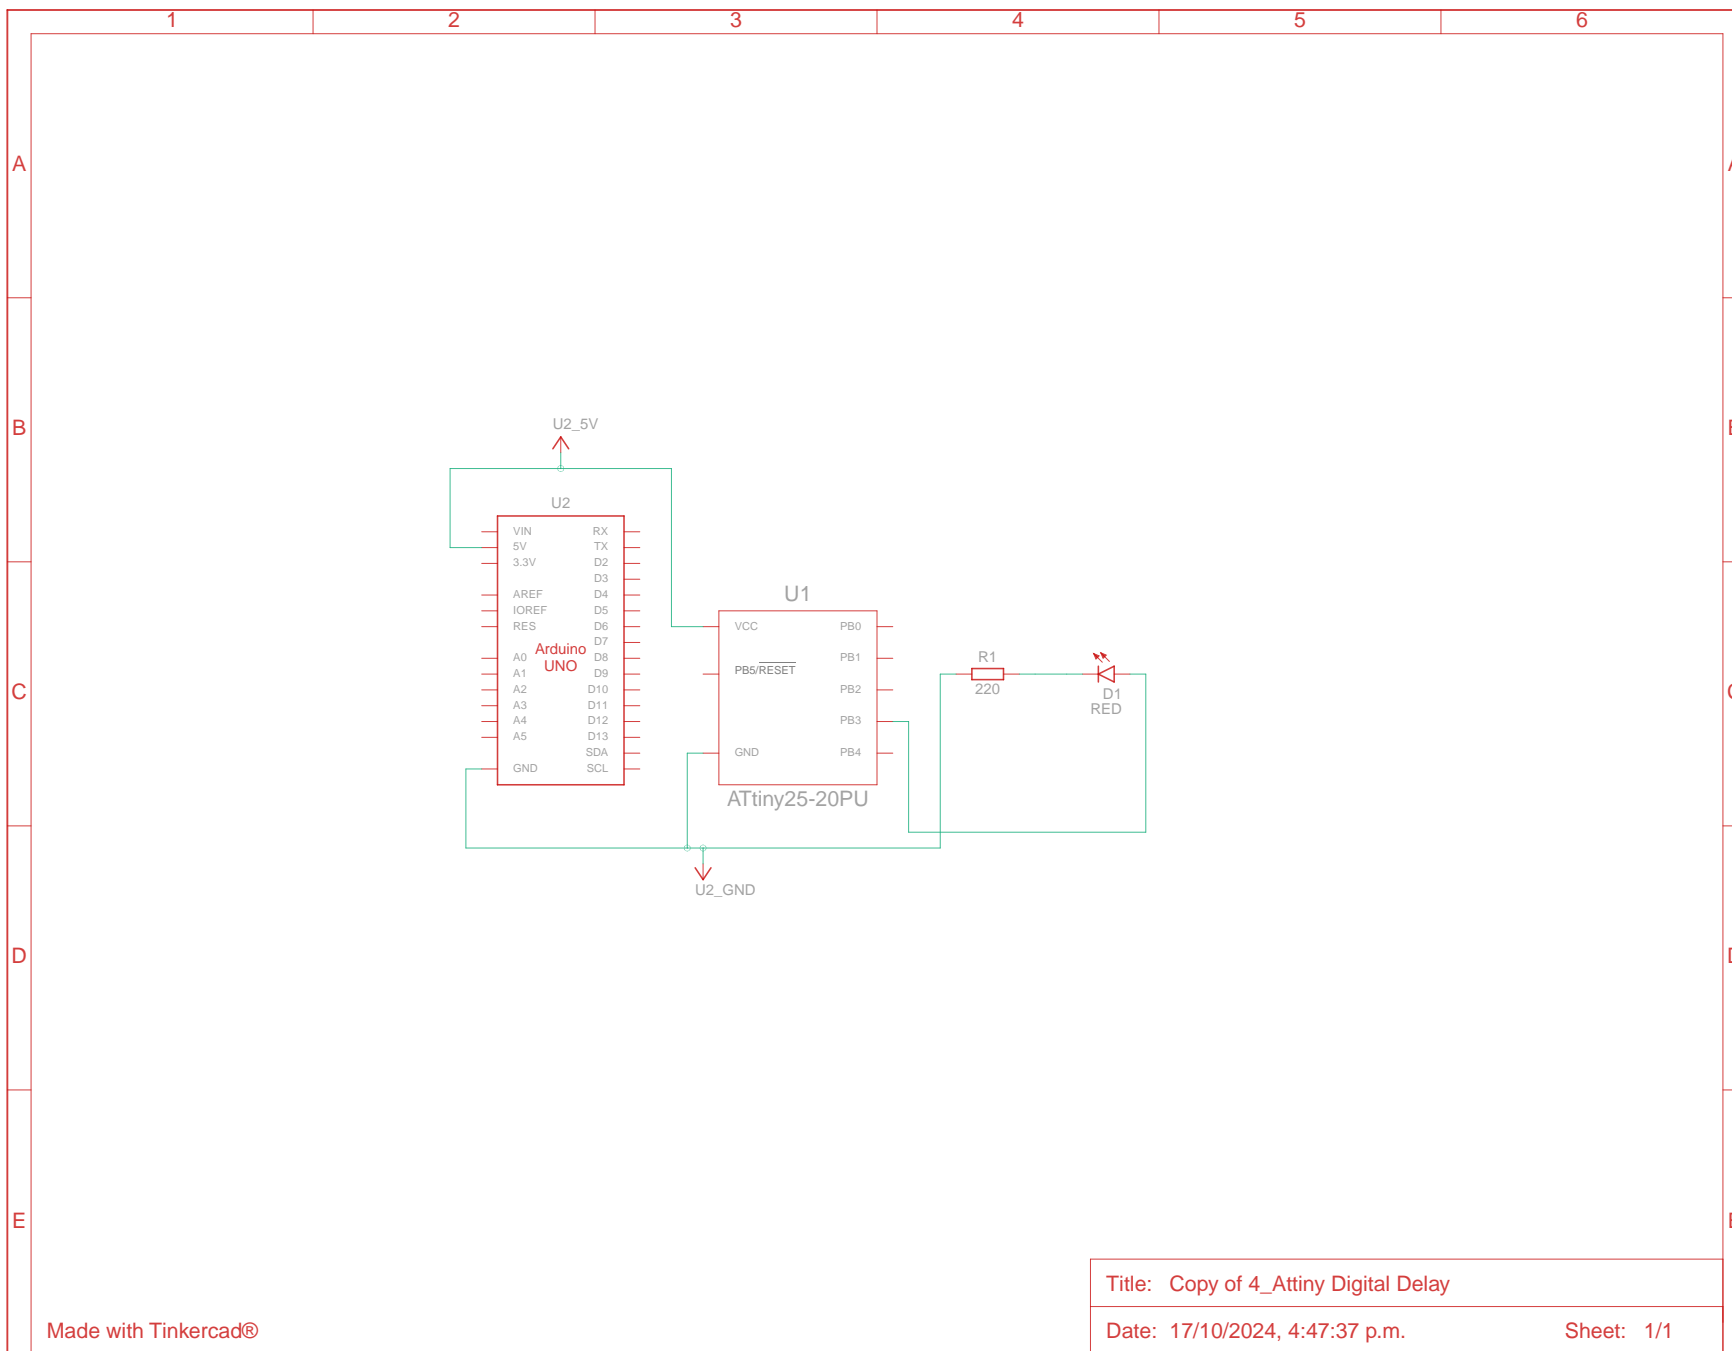 1 2 3 4 5 6
A
B
C
D
E
U2_5V
U2
VIN RX
5V TX
3.3V D2
D3
AREF D4
IOREF D5
RES D6
D7
Arduino
UNO
A0 D8
A1 D9
A2 D10
A3 D11
A4 D12
A5 D13
SDA
GND SCL
U1
VCC PB0
PB1
PB5/RESET
PB2
PB3
GND PB4
ATtiny25-20PU
R1
220
D1
RED
U2_GND
Title: Copy of 4_Attiny Digital Delay
Made with Tinkercad®
Date: 17/10/2024, 4:47:37 p.m. Sheet: 1/1